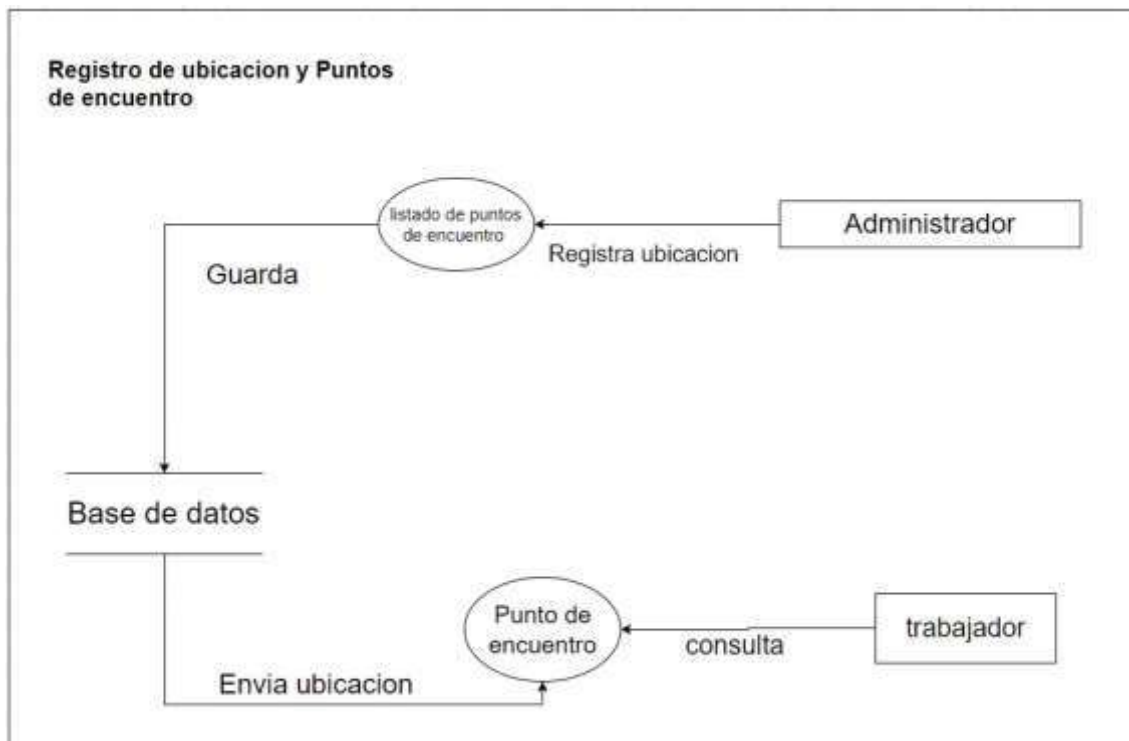 Registro de ubicacion y Puntos
de encuentro
listado de puntos
de encuentro
Administrador
Registra ubicacion
Guarda
Base de datos
Punto de
encuentro
trabajador
consulta
Envia ubicacion